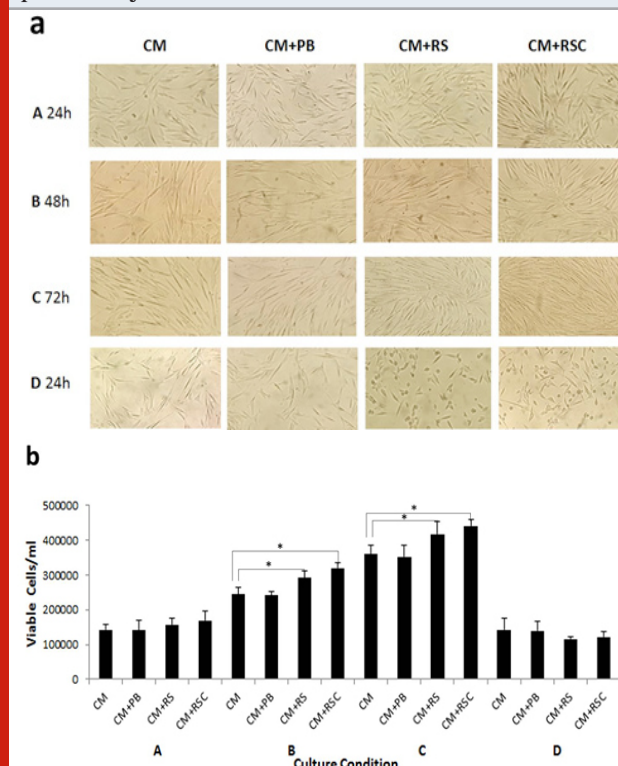 a
CM CM+PB CM+RS CM+RSC
A 24h
B 48h
C 72h
D 24h
b
500000
400000
300000
200000
100000
0
Viable Cells/ml
* * * *
CM CM+PB CM+RS CM+RSC CM CM+PB CM+RS CM+RSC CM CM+PB CM+RS CM+RSC CM CM+PB CM+RS CM+RSC
A B C D
Culture Condition